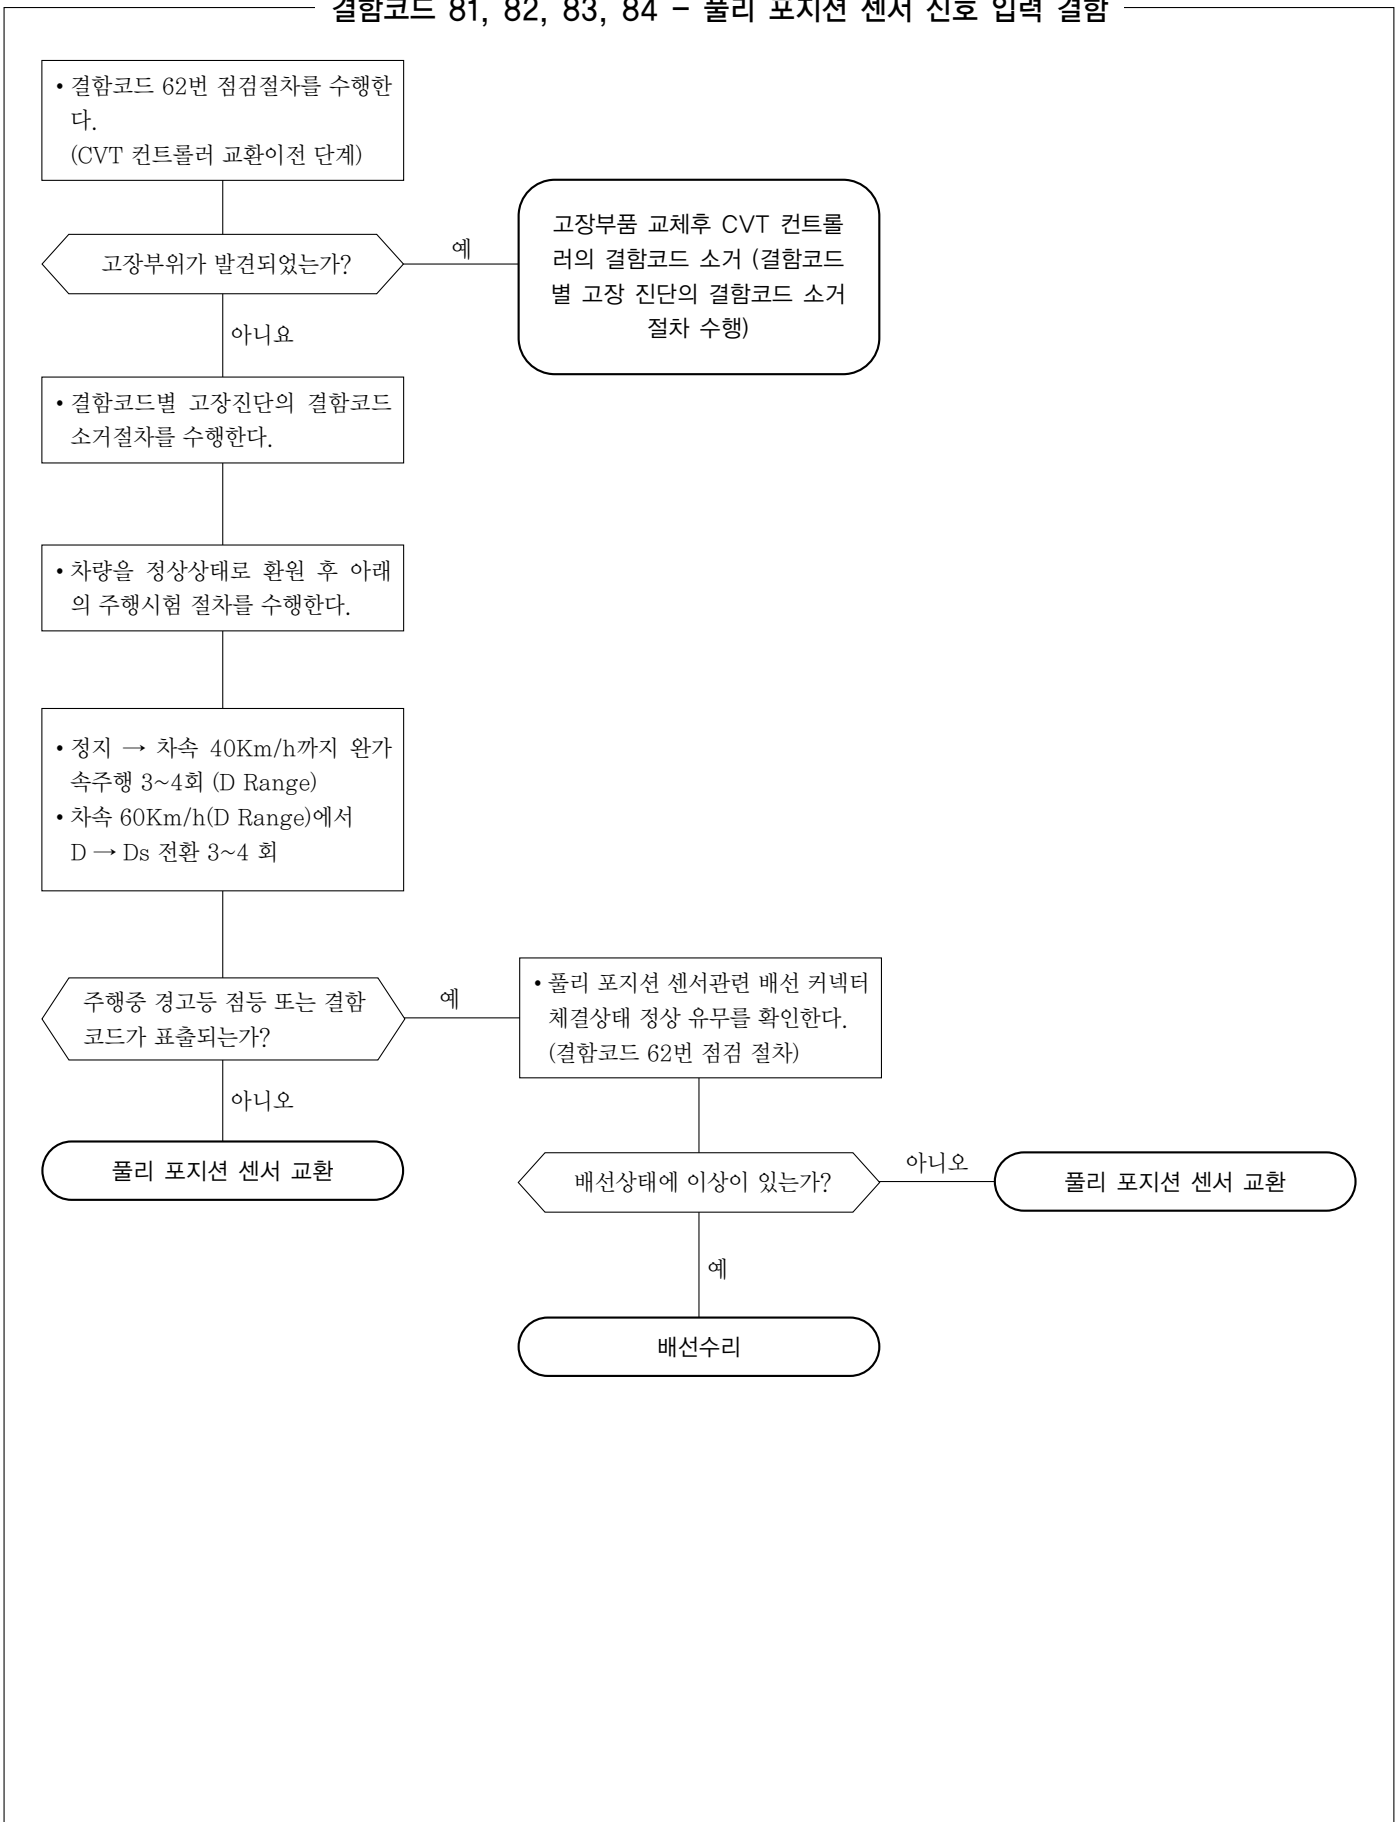 결함코드 81, 82, 83, 84 - 풀리 포지션 센서 신호 입력 결함
• 결함코드 62번 점검절차를 수행한
다.
(CVT 컨트롤러 교환이전 단계)
고장부위가 발견되었는가?
예
고장부품 교체후 CVT 컨트롤
러의 결함코드 소거 (결함코드
별 고장 진단의 결함코드 소거
절차 수행)
아니요
• 결함코드별 고장진단의 결함코드
소거절차를 수행한다.
• 차량을 정상상태로 환원 후 아래
의 주행시험 절차를 수행한다.
• 정지 → 차속 40Km/h까지 완가
속주행 3~4회 (D Range)
• 차속 60Km/h(D Range)에서
D → Ds 전환 3~4 회
주행중 경고등 점등 또는 결함
코드가 표출되는가?
예
• 풀리 포지션 센서관련 배선 커넥터
체결상태 정상 유무를 확인한다.
(결함코드 62번 점검 절차)
아니오
풀리 포지션 센서 교환
배선상태에 이상이 있는가?
아니오
풀리 포지션 센서 교환
예
배선수리